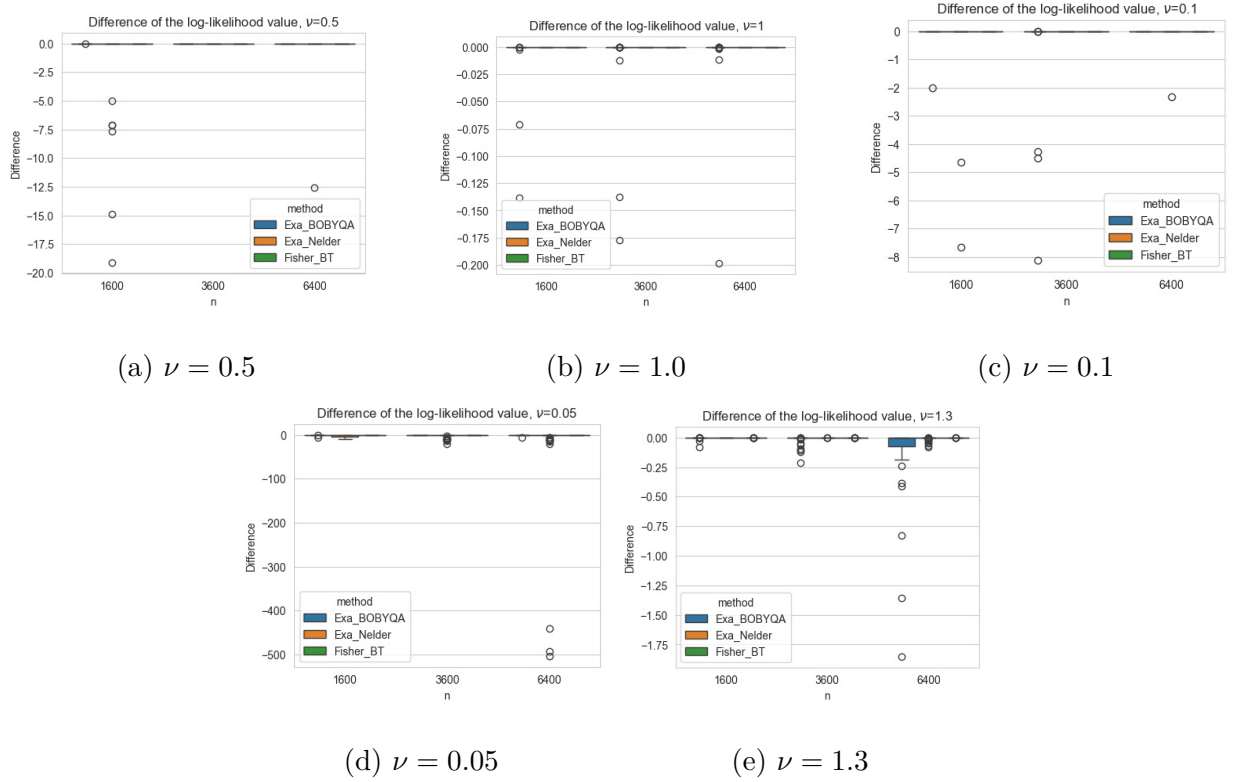 Difference of the log-likelihood value, ν=0.5
0.0
−2.5
−5.0
−7.5
−10.0
−12.5
−15.0
−17.5
−20.0
Difference
method
Exa_BOBYQA
Exa_Nelder
Fisher_BT
1600 3600 6400
n
(a) ν = 0.5
Difference of the log-likelihood value, ν=1
0.000
−0.025
−0.050
−0.075
−0.100
−0.125
−0.150
−0.175
−0.200
Difference
method
Exa_BOBYQA
Exa_Nelder
Fisher_BT
1600 3600 6400
n
(b) ν = 1.0
Difference of the log-likelihood value, ν=0.1
0
−1
−2
−3
−4
−5
−6
−7
−8
Difference
method
Exa_BOBYQA
Exa_Nelder
Fisher_BT
1600 3600 6400
n
(c) ν = 0.1
Difference of the log-likelihood value, ν=0.05
0
−100
−200
−300
−400
−500
Difference
method
Exa_BOBYQA
Exa_Nelder
Fisher_BT
1600 3600 6400
n
(d) ν = 0.05
Difference of the log-likelihood value, ν=1.3
0.00
−0.25
−0.50
−0.75
−1.00
−1.25
−1.50
−1.75
Difference
method
Exa_BOBYQA
Exa_Nelder
Fisher_BT
1600 3600 6400
n
(e) ν = 1.3